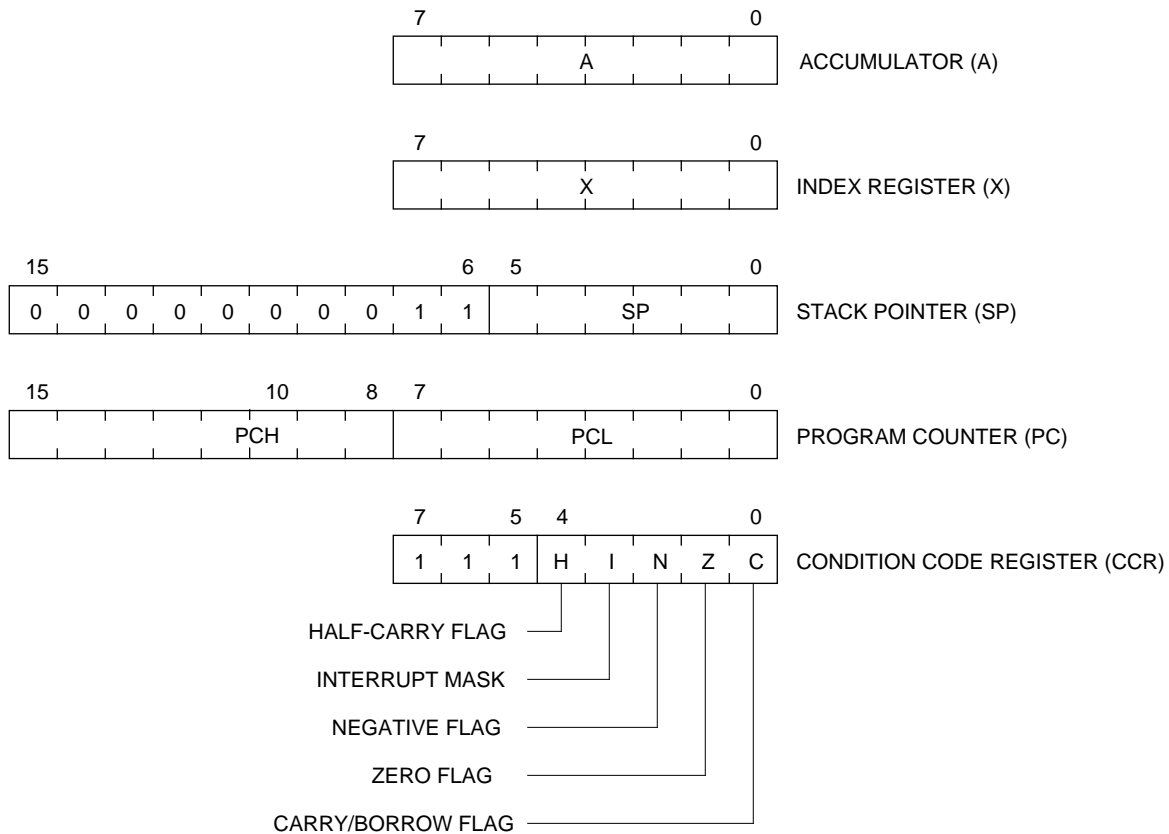 7 0
A ACCUMULATOR (A)
7 0
X INDEX REGISTER (X)
15 6 5 0
0 0 0 0 0 0 0 0 1 1 SP STACK POINTER (SP)
15 10 8 7 0
PCH PCL PROGRAM COUNTER (PC)
7 5 4 0
1 1 1 H I N Z C CONDITION CODE REGISTER (CCR)
HALF-CARRY FLAG
INTERRUPT MASK
NEGATIVE FLAG
ZERO FLAG
CARRY/BORROW FLAG